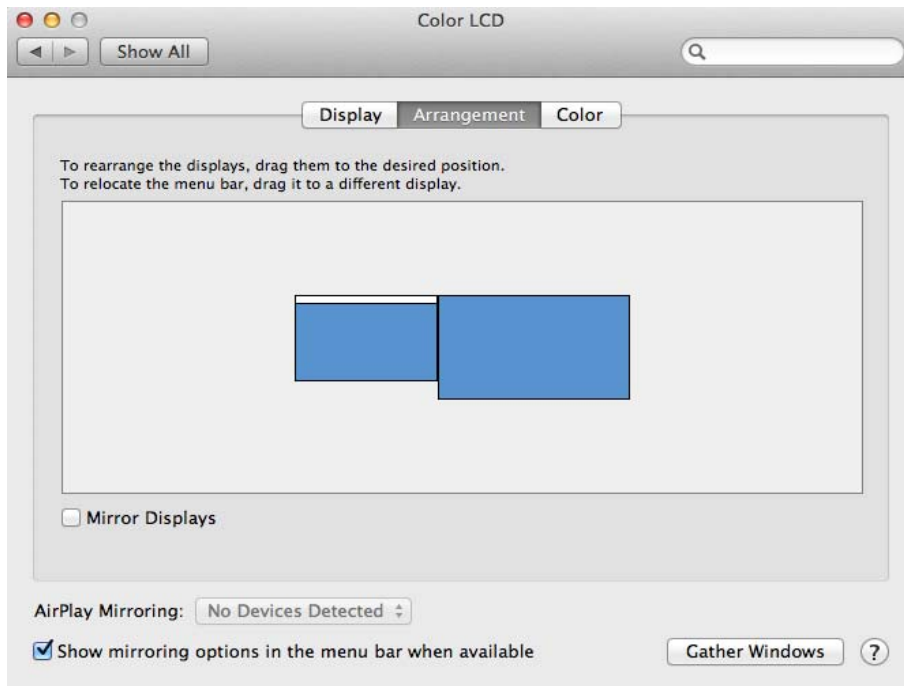 Color LCD
Show All
Display Arrangement Color
To rearrange the displays, drag them to the desired position.
To relocate the menu bar, drag it to a different display.
Mirror Displays
AirPlay Mirroring: No Devices Detected
Show mirroring options in the menu bar when available
Gather Windows ?